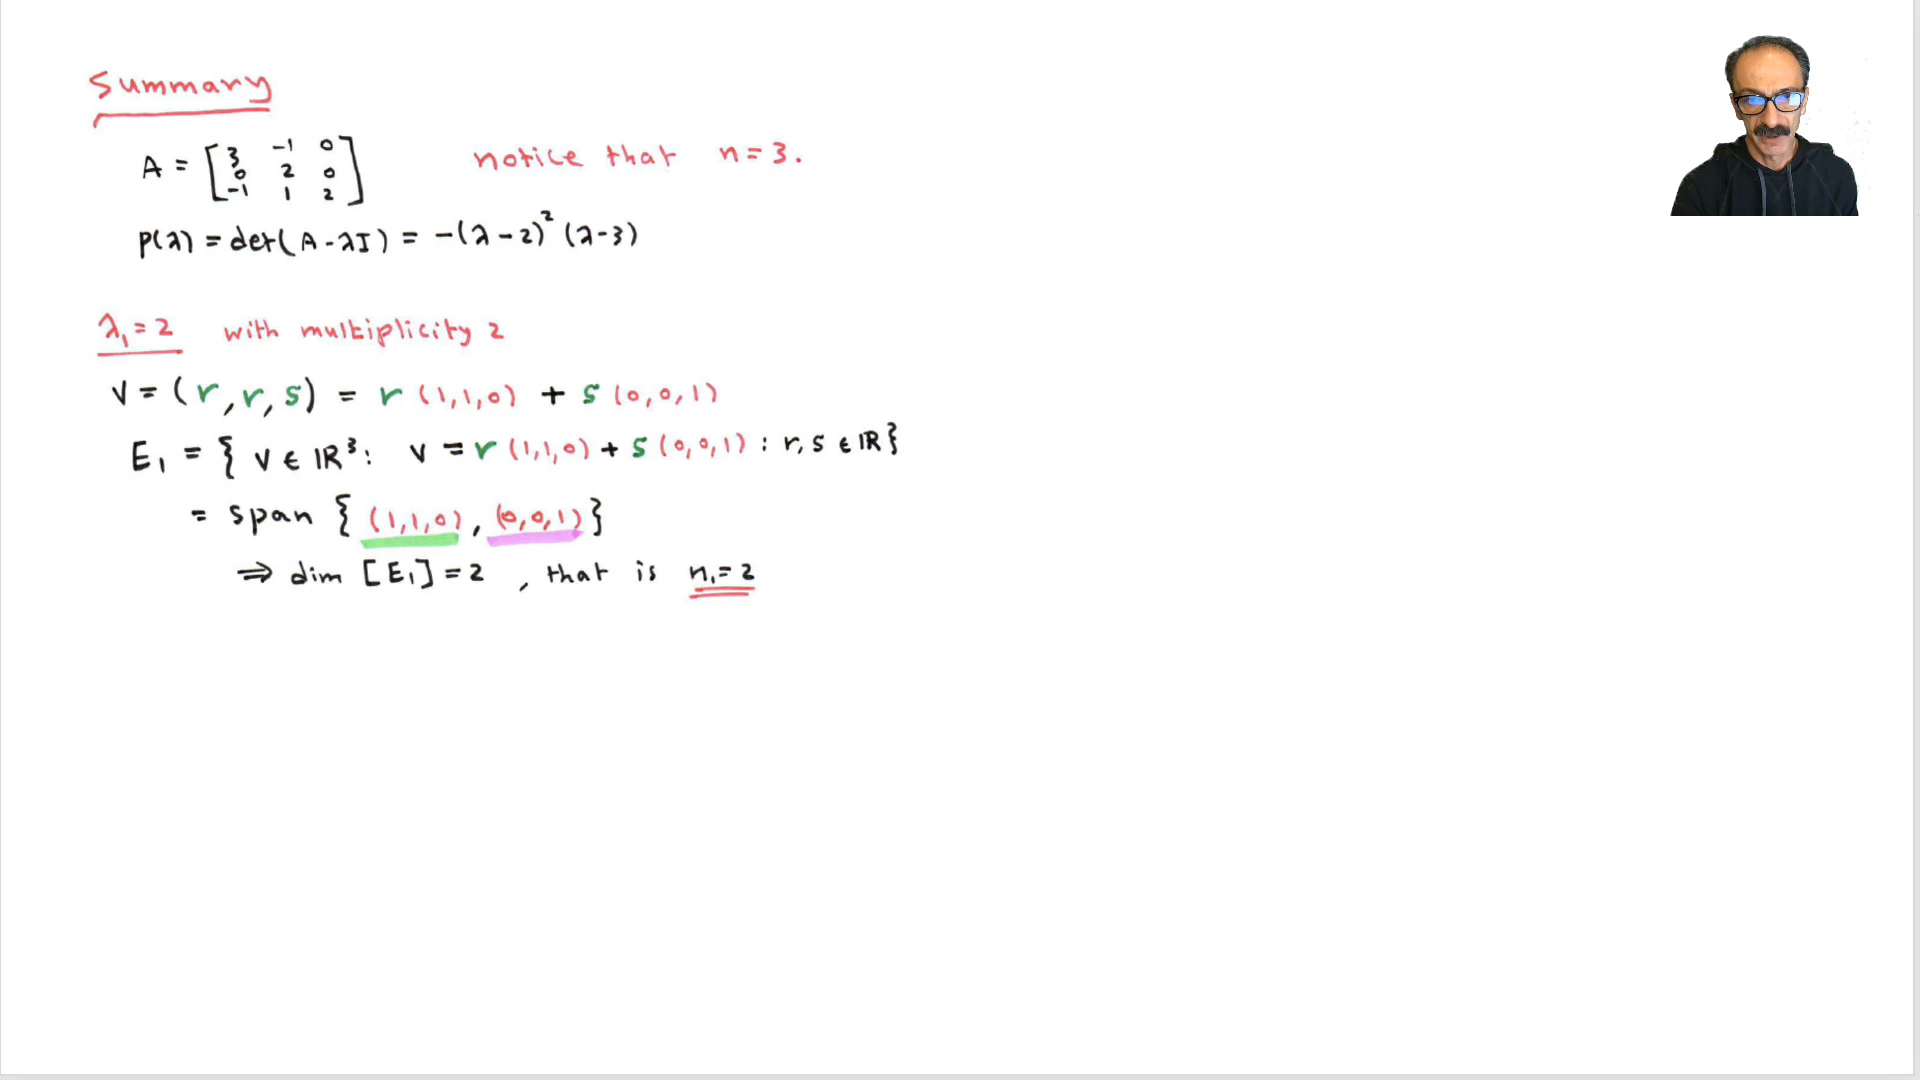 Summary
A = [3 -1 0
0 2 0
-1 1 2] notice that n=3.
P(λ) = det(A-λI) = -(λ-2)² (λ-3)
λ₁=2 with multiplicity 2
v = (r,r,s) = r (1,1,0) + s (0,0,1)
E₁ = { v ∈ ℝ³: v = r (1,1,0) + s (0,0,1) : r, s ∈ ℝ}
= span { (1,1,0), (0,0,1) }
⇒ dim [E₁] = 2 , that is n₁=2